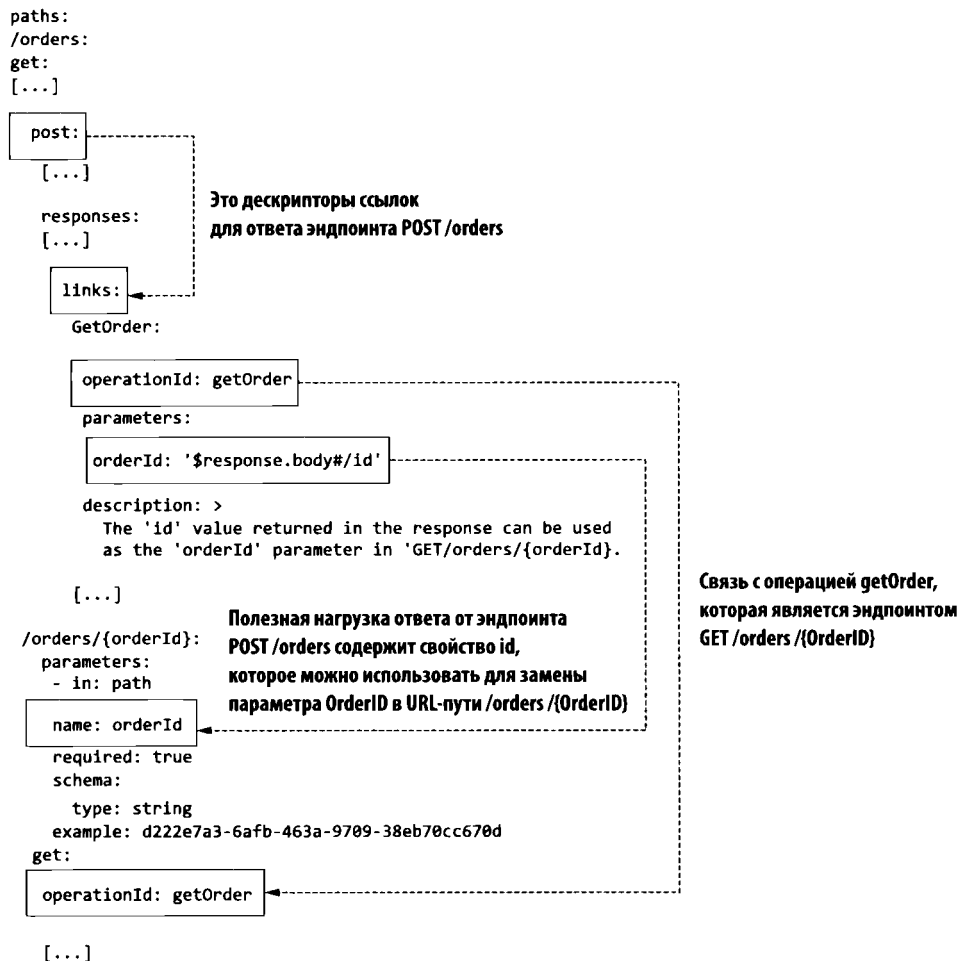 paths:
/orders:
get:
[...]
post:
[...]
Это дескрипторы ссылок
для ответа эндпоинта POST /orders
responses:
[...]
links:
GetOrder:
operationId: getOrder
parameters:
orderId: '$response.body#/id'
description: >
The 'id' value returned in the response can be used
as the 'orderId' parameter in 'GET/orders/{orderId}.
[...]
Связь с операцией getOrder,
которая является эндпоинтом
GET /orders /{OrderID}
Полезная нагрузка ответа от эндпоинта
POST /orders содержит свойство id,
которое можно использовать для замены
параметра OrderID в URL-пути /orders /{OrderID}
/orders/{orderId}:
parameters:
- in: path
name: orderId
required: true
schema:
type: string
example: d222e7a3-6afb-463a-9709-38eb70cc670d
get:
operationId: getOrder
[...]